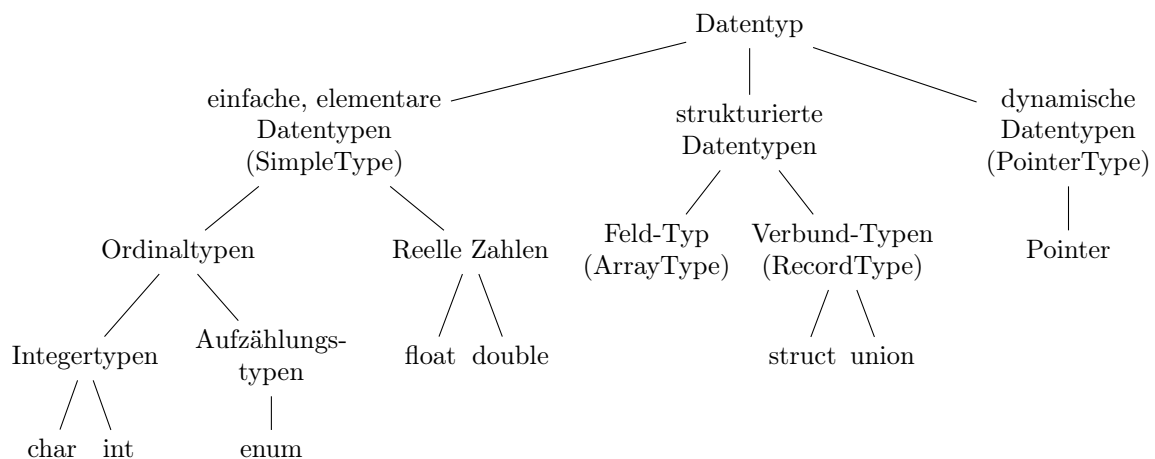 Datentyp
einfache, elementare
Datentypen
(SimpleType)
strukturierte
Datentypen
dynamische
Datentypen
(PointerType)
Ordinaltypen
Reelle Zahlen
Feld-Typ
(ArrayType)
Verbund-Typen
(RecordType)
Pointer
Integertypen
Aufzählungs-
typen
float
double
struct
union
char
int
enum